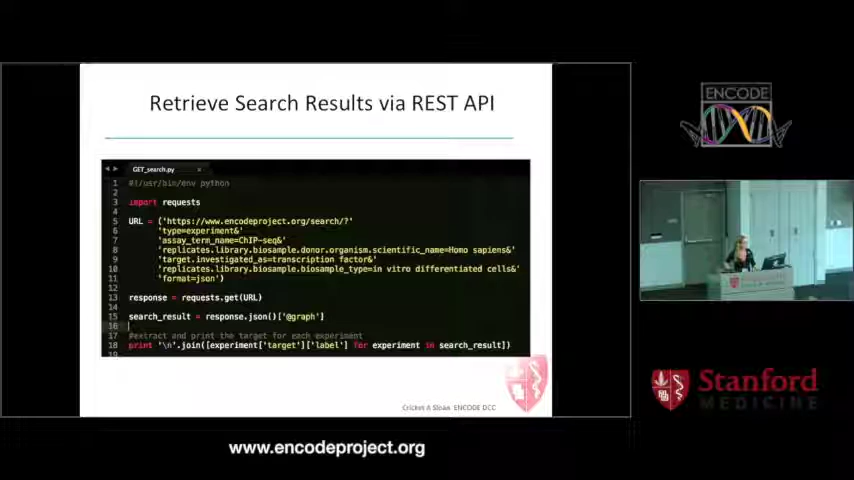 Retrieve Search Results via REST API
GET_search.py
1 #!/usr/bin/env python
2
3 import requests
4
5 URL = ('https://www.encodeproject.org/search/?'
6 'type=experiment&'
7 'assay_term_name=ChIP-seq&'
8 'replicates.library.biosample.donor.organism.scientific_name=Homo sapiens&'
9 'target.investigated_as=transcription factor&'
10 'replicates.library.biosample.biosample_type=in vitro differentiated cells&'
11 'format=json')
12
13 response = requests.get(URL)
14
15 search_result = response.json()['@graph']
16
17 #extract and print the target for each experiment
18 print '\n'.join([experiment['target']['label'] for experiment in search_result])
19
Cricket A Sloan ENCODE DCC
ENCODE
Stanford
MEDICINE
www.encodeproject.org